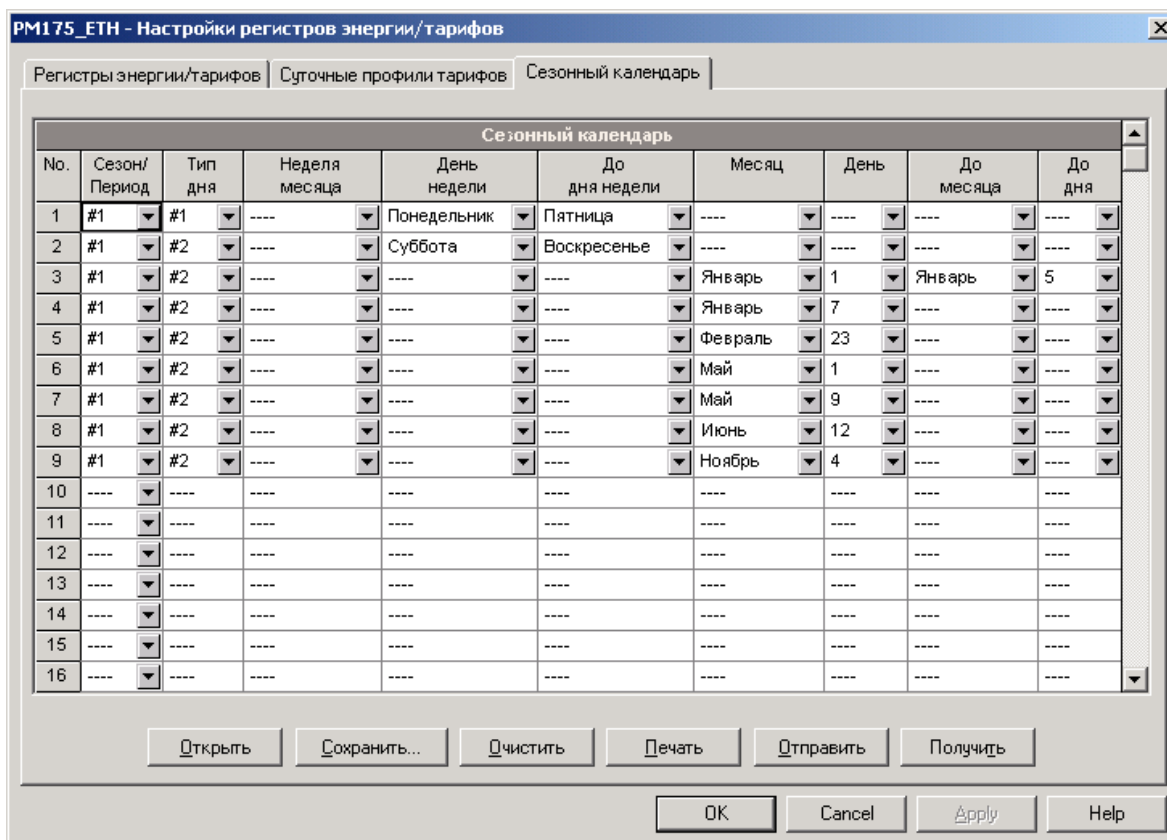 PM175_ETH - Настройки регистров энергии/тарифов
Регистры энергии/тарифов Суточные профили тарифов Сезонный календарь
Сезонный календарь
No. Сезон/Период Тип дня Неделя месяца День недели До дня недели Месяц День До месяца До дня
1 #1 #1 ---- Понедельник Пятница ---- ---- ---- ----
2 #1 #2 ---- Суббота Воскресенье ---- ---- ---- ----
3 #1 #2 ---- ---- ---- Январь 1 Январь 5
4 #1 #2 ---- ---- ---- Январь 7 ---- ----
5 #1 #2 ---- ---- ---- Февраль 23 ---- ----
6 #1 #2 ---- ---- ---- Май 1 ---- ----
7 #1 #2 ---- ---- ---- Май 9 ---- ----
8 #1 #2 ---- ---- ---- Июнь 12 ---- ----
9 #1 #2 ---- ---- ---- Ноябрь 4 ---- ----
10 ---- ---- ---- ---- ---- ---- ---- ---- ----
11 ---- ---- ---- ---- ---- ---- ---- ---- ----
12 ---- ---- ---- ---- ---- ---- ---- ---- ----
13 ---- ---- ---- ---- ---- ---- ---- ---- ----
14 ---- ---- ---- ---- ---- ---- ---- ---- ----
15 ---- ---- ---- ---- ---- ---- ---- ---- ----
16 ---- ---- ---- ---- ---- ---- ---- ---- ----
Открыть Сохранить... Очистить Печать Отправить Получить
OK Cancel Apply Help